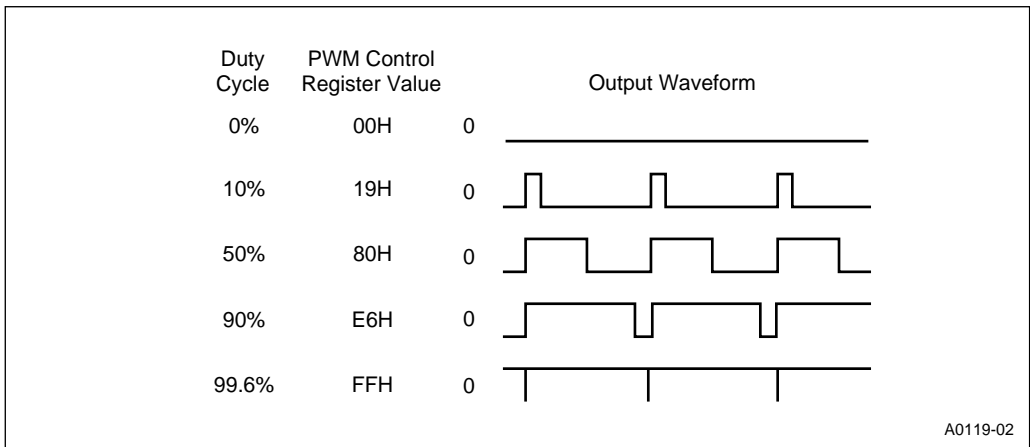 Duty Cycle PWM Control Register Value Output Waveform
0% 00H 0
10% 19H 0
50% 80H 0
90% E6H 0
99.6% FFH 0
A0119-02